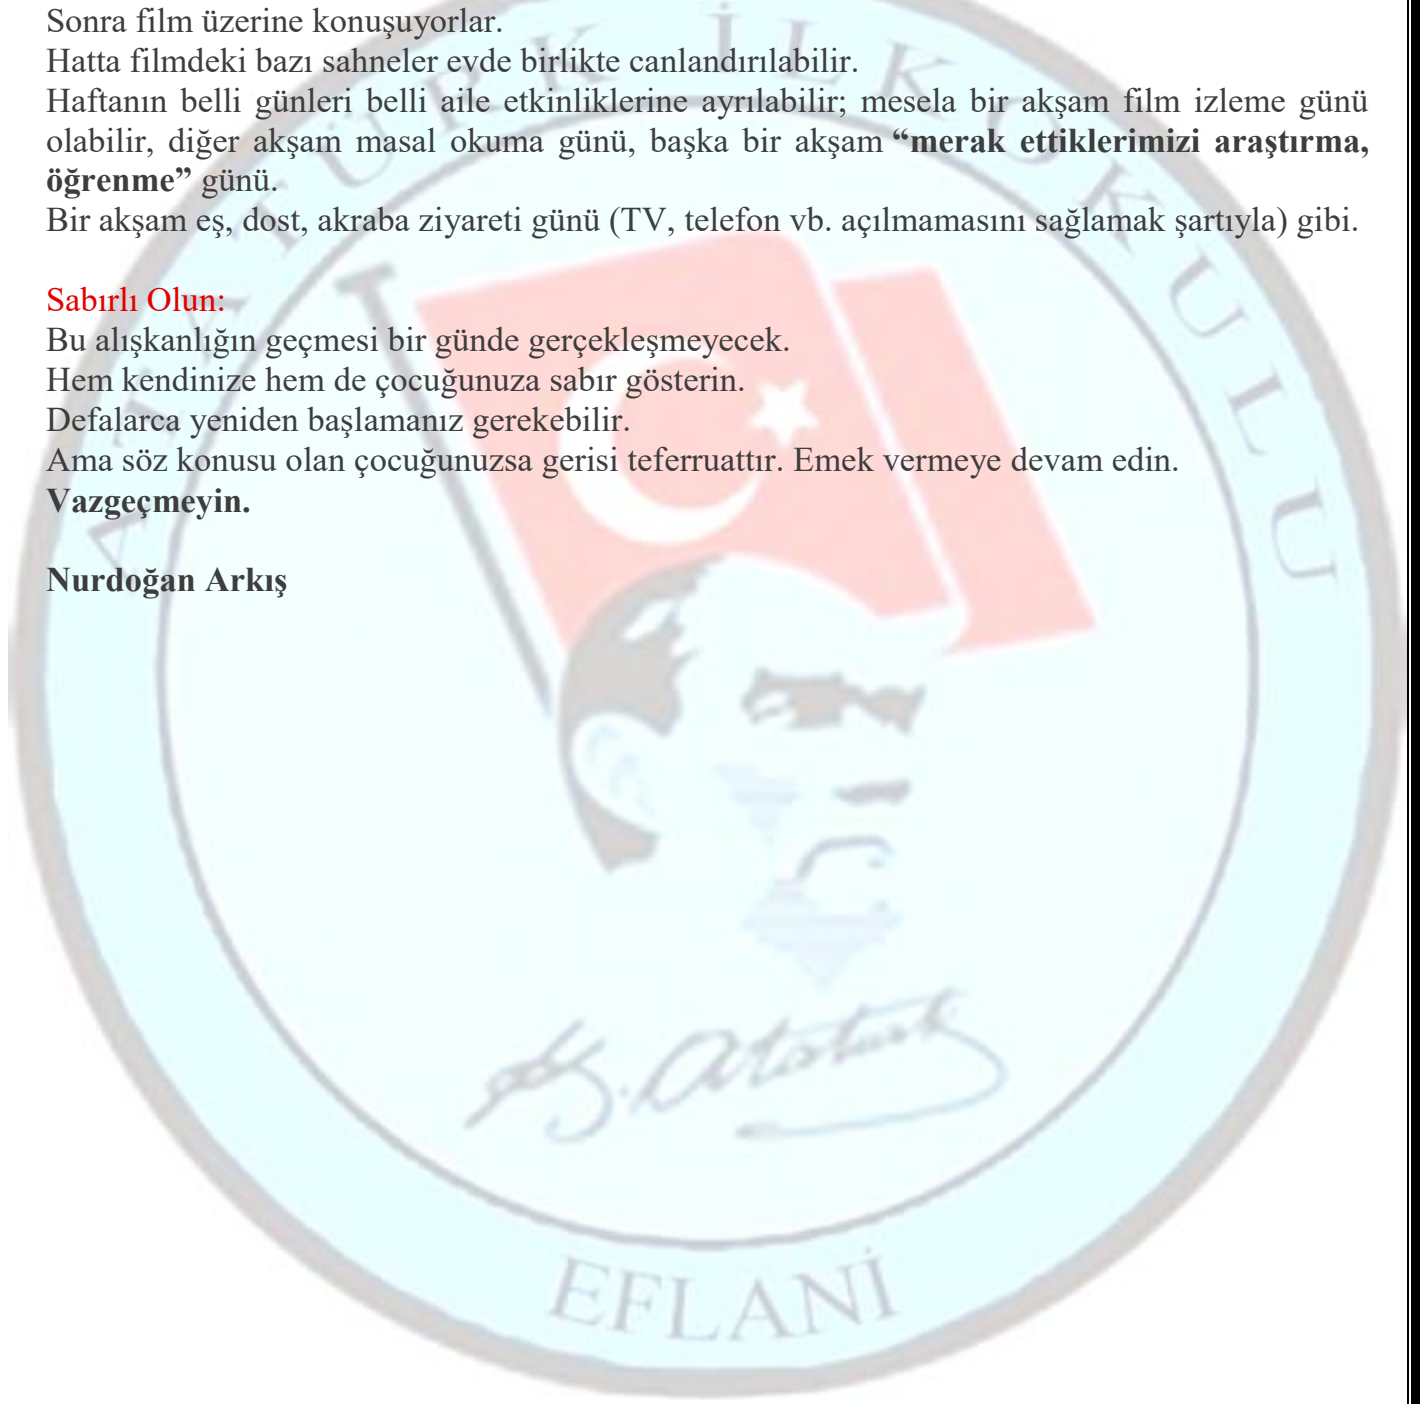 Sonra film üzerine konuşuyorlar.
Hatta filmdeki bazı sahneler evde birlikte canlandırılabilir.
Haftanın belli günleri belli aile etkinliklerine ayrılabilir; mesela bir akşam film izleme günü
olabilir, diğer akşam masal okuma günü, başka bir akşam “merak ettiklerimizi araştırma,
öğrenme” günü.
Bir akşam eş, dost, akraba ziyareti günü (TV, telefon vb. açılmamasını sağlamak şartıyla) gibi.
Sabırlı Olun:
Bu alışkanlığın geçmesi bir günde gerçekleşmeyecek.
Hem kendinize hem de çocuğunuza sabır gösterin.
Defalarca yeniden başlamanız gerekebilir.
Ama söz konusu olan çocuğunuzsa gerisi teferruattır. Emek vermeye devam edin.
Vazgeçmeyin.
Nurdoğan Arkış
ATATÜRK İLKOKULU
K. Atatürk
EFLANİ